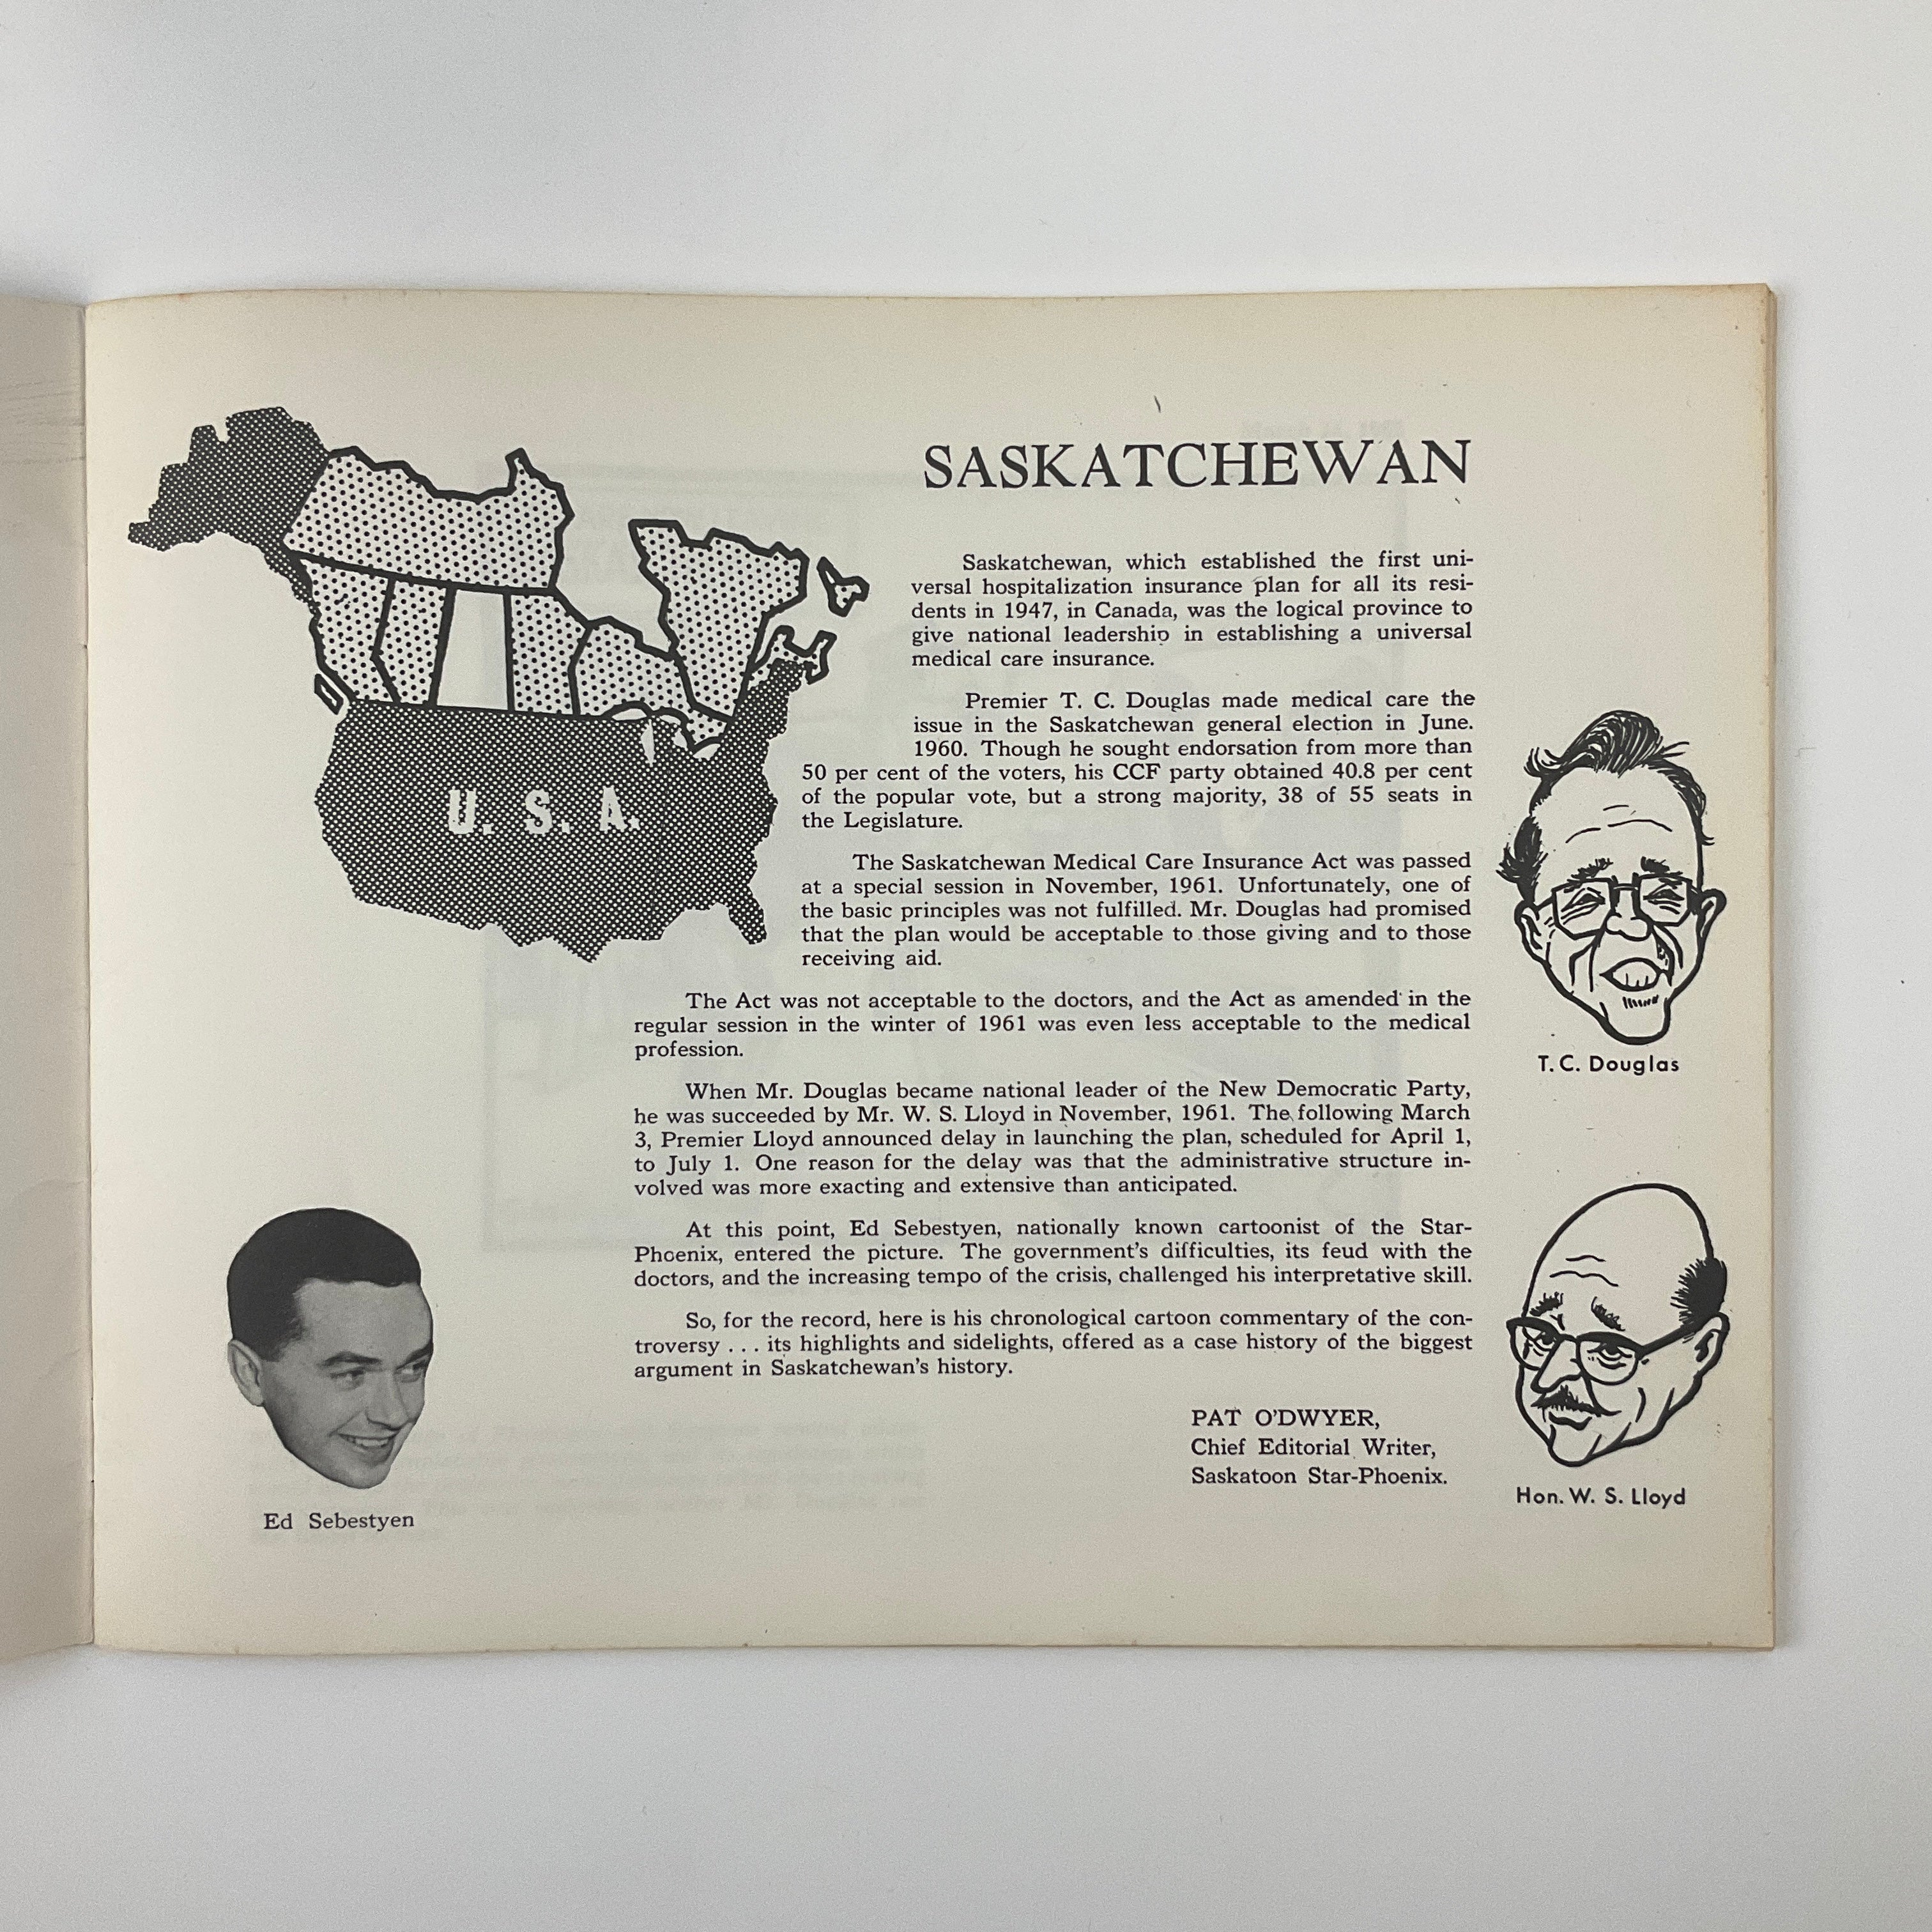 SASKATCHEWAN
Saskatchewan, which established the first uni-
versal hospitalization insurance plan for all its resi-
dents in 1947, in Canada, was the logical province to
give national leadership in establishing a universal
medical care insurance.
Premier T. C. Douglas made medical care the
issue in the Saskatchewan general election in June.
1960. Though he sought endorsation from more than
50 per cent of the voters, his CCF party obtained 40.8 per cent
of the popular vote, but a strong majority, 38 of 55 seats in
the Legislature.
The Saskatchewan Medical Care Insurance Act was passed
at a special session in November, 1961. Unfortunately, one of
the basic principles was not fulfilled. Mr. Douglas had promised
that the plan would be acceptable to those giving and to those
receiving aid.
The Act was not acceptable to the doctors, and the Act as amended in the
regular session in the winter of 1961 was even less acceptable to the medical
profession.
When Mr. Douglas became national leader of the New Democratic Party,
he was succeeded by Mr. W. S. Lloyd in November, 1961. The following March
3, Premier Lloyd announced delay in launching the plan, scheduled for April 1,
to July 1. One reason for the delay was that the administrative structure in-
volved was more exacting and extensive than anticipated.
At this point, Ed Sebestyen, nationally known cartoonist of the Star-
Phoenix, entered the picture. The government's difficulties, its feud with the
doctors, and the increasing tempo of the crisis, challenged his interpretative skill.
So, for the record, here is his chronological cartoon commentary of the con-
troversy . . . its highlights and sidelights, offered as a case history of the biggest
argument in Saskatchewan's history.
PAT O'DWYER,
Chief Editorial Writer,
Saskatoon Star-Phoenix.
U. S. A.
T. C. Douglas
Hon. W. S. Lloyd
Ed Sebestyen